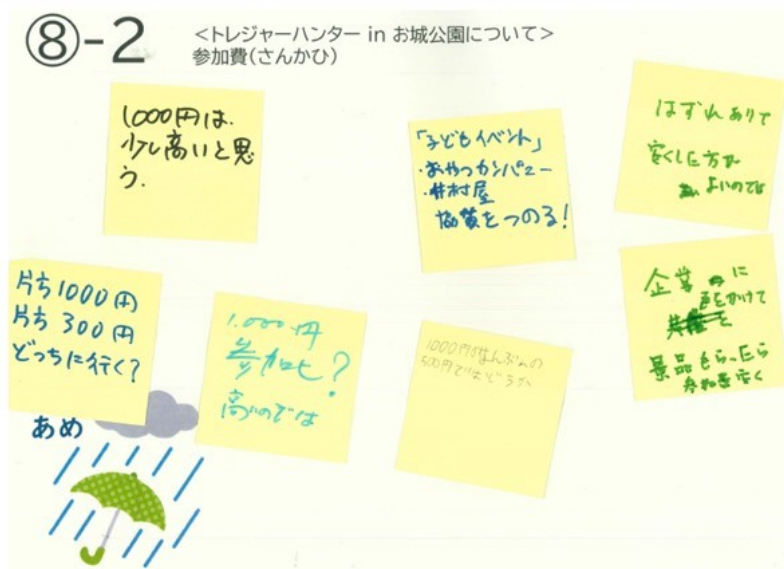 ⑧-2
<トレジャーハンター in お城公園について>
参加費(さんかひ)
1000円は.
少し高いと思
う.
「子どもイベント」
・おやつカンパニー
・井村屋
協賛をつのる!
はずれありで
安くした方が
よいのでは
片ち1000円
片ち 300円
どっちに行く?
1.000円
参加ヒ?
高いのでは
1000円はんぶんの
500円ではどうか
企業 に
声をかけて
景品もらったら
参加費安く
あめ